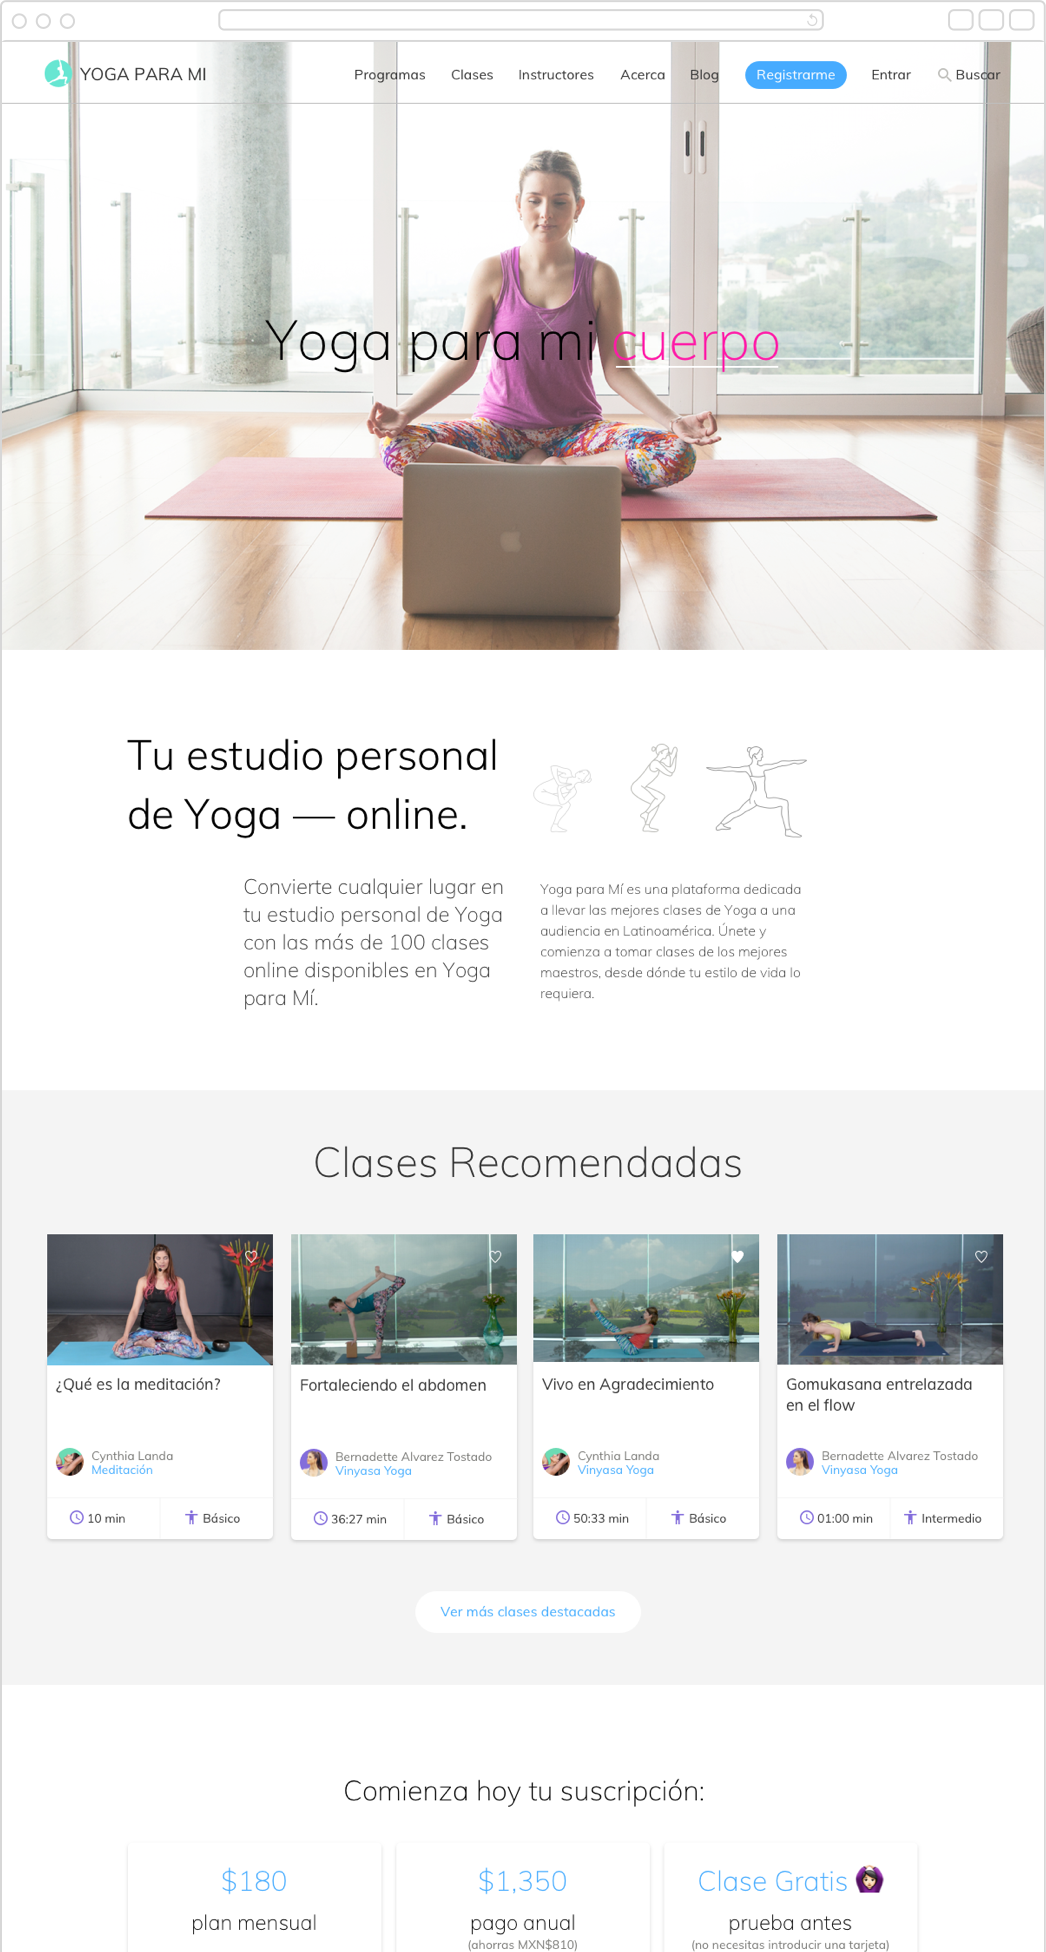 YOGA PARA MI
Programas Clases Instructores Acerca Blog Registrarme Entrar Buscar
Yoga para mi cuerpo
Tu estudio personal
de Yoga — online.
Convierte cualquier lugar en
tu estudio personal de Yoga
con las más de 100 clases
online disponibles en Yoga
para Mí.
Yoga para Mí es una plataforma dedicada
a llevar las mejores clases de Yoga a una
audiencia en Latinoamérica. Únete y
comienza a tomar clases de los mejores
maestros, desde dónde tu estilo de vida lo
requiera.
Clases Recomendadas
¿Qué es la meditación?
Cynthia Landa
Meditación
10 min Básico
Fortaleciendo el abdomen
Bernadette Alvarez Tostado
Vinyasa Yoga
36:27 min Básico
Vivo en Agradecimiento
Cynthia Landa
Vinyasa Yoga
50:33 min Básico
Gomukasana entrelazada
en el flow
Bernadette Alvarez Tostado
Vinyasa Yoga
01:00 min Intermedio
Ver más clases destacadas
Comienza hoy tu suscripción:
$180
plan mensual
$1,350
pago anual
(ahorras MXN$810)
Clase Gratis 🙆🏻
prueba antes
(no necesitas introducir una tarjeta)